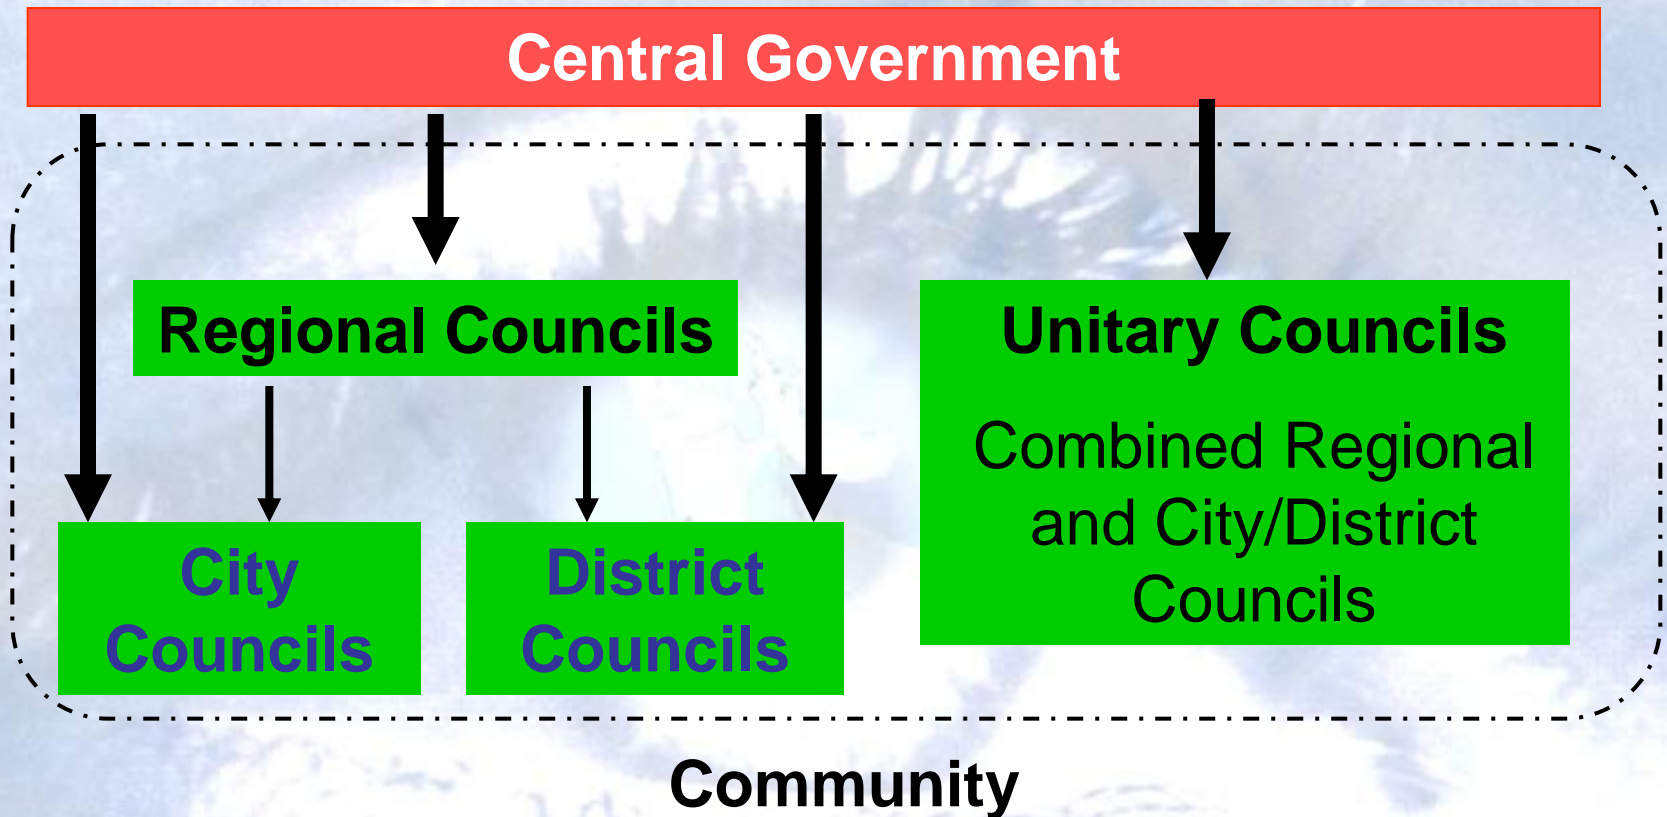 Central Government
Regional Councils
Unitary Councils
Combined Regional
and City/District
Councils
City
Councils
District
Councils
Community